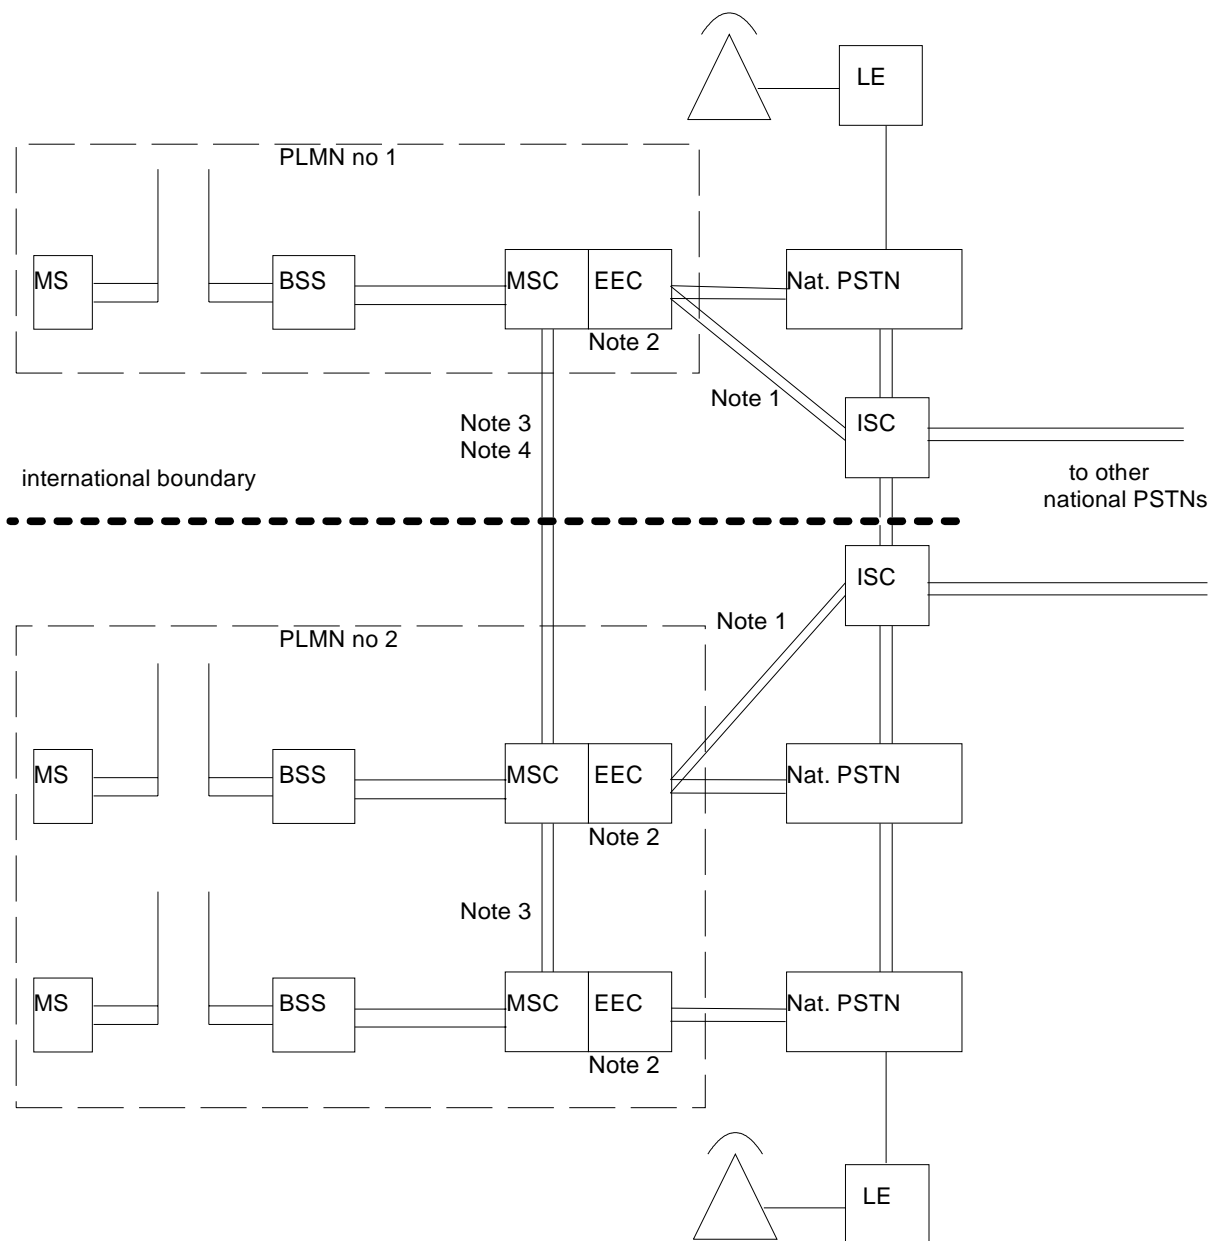 LE
PLMN no 1
MS
BSS
MSC
EEC
Nat. PSTN
Note 2
Note 1
Note 3
Note 4
ISC
to other
national PSTNs
international boundary
ISC
Note 1
PLMN no 2
MS
BSS
MSC
EEC
Nat. PSTN
Note 2
Note 3
MS
BSS
MSC
EEC
Nat. PSTN
Note 2
LE